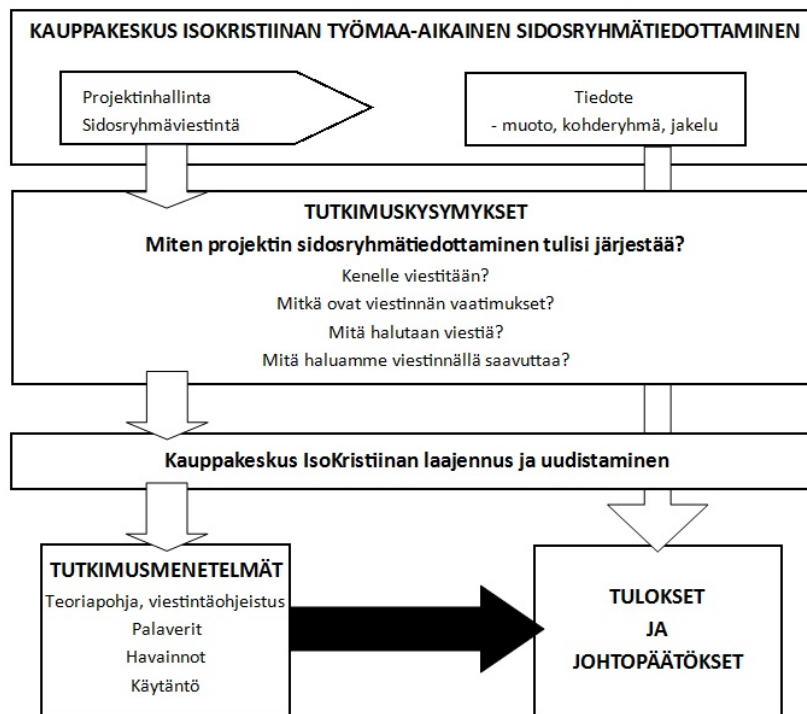 KAUPPAKESKUS ISOKRISTIINAN TYÖMAA-AIKAINEN SIDOSRYHMÄTIEDOTTAMINEN
Projektinhallinta
Sidosryhmäviestintä
Tiedote
- muoto, kohderyhmä, jakelu
TUTKIMUSKYSYMYKSET
Miten projektin sidosryhmätiedottaminen tulisi järjestää?
Kenelle viestitään?
Mitkä ovat viestinnän vaatimukset?
Mitä halutaan viestiä?
Mitä haluamme viestinnällä saavuttaa?
Kauppakeskus IsoKristiinan laajennus ja uudistaminen
TUTKIMUSMENETELMÄT
Teoriapohja, viestintäohjeistus
Palaverit
Havainnot
Käytäntö
TULOKSET
JA
JOHTOPÄÄTÖKSET